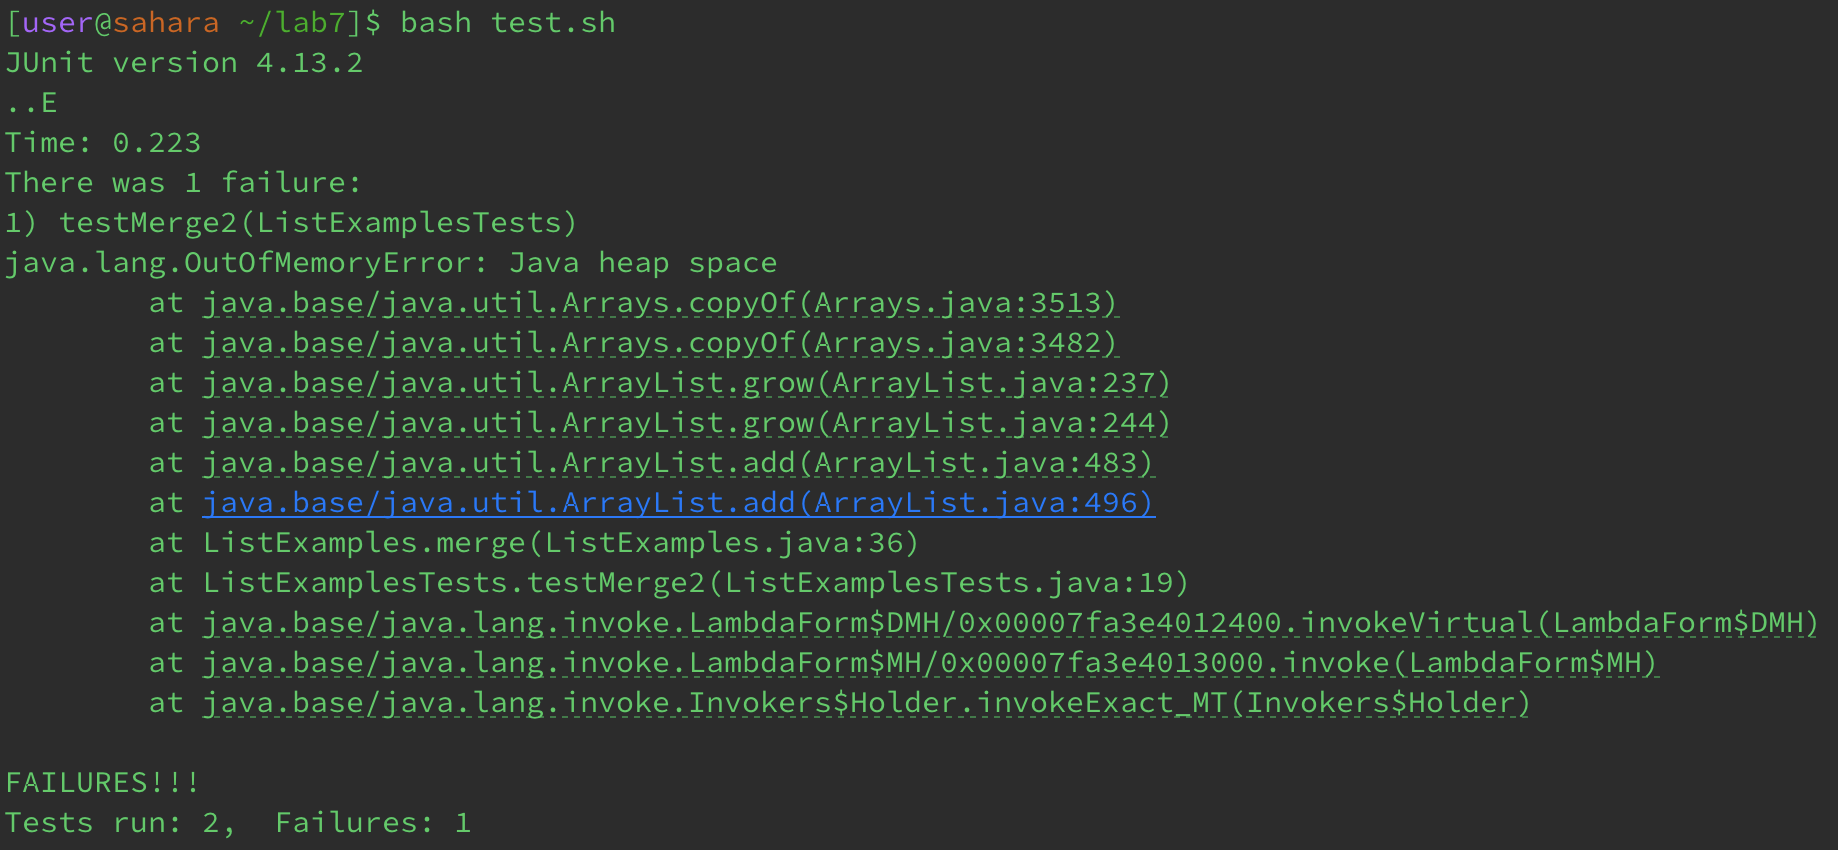 [user@sahara ~/lab7]$ bash test.sh
JUnit version 4.13.2
..E
Time: 0.223
There was 1 failure:
1) testMerge2(ListExamplesTests)
java.lang.OutOfMemoryError: Java heap space
        at java.base/java.util.Arrays.copyOf(Arrays.java:3513)
        at java.base/java.util.Arrays.copyOf(Arrays.java:3482)
        at java.base/java.util.ArrayList.grow(ArrayList.java:237)
        at java.base/java.util.ArrayList.grow(ArrayList.java:244)
        at java.base/java.util.ArrayList.add(ArrayList.java:483)
        at java.base/java.util.ArrayList.add(ArrayList.java:496)
        at ListExamples.merge(ListExamples.java:36)
        at ListExamplesTests.testMerge2(ListExamplesTests.java:19)
        at java.base/java.lang.invoke.LambdaForm$DMH/0x00007fa3e4012400.invokeVirtual(LambdaForm$DMH)
        at java.base/java.lang.invoke.LambdaForm$MH/0x00007fa3e4013000.invoke(LambdaForm$MH)
        at java.base/java.lang.invoke.Invokers$Holder.invokeExact_MT(Invokers$Holder)

FAILURES!!!
Tests run: 2,  Failures: 1